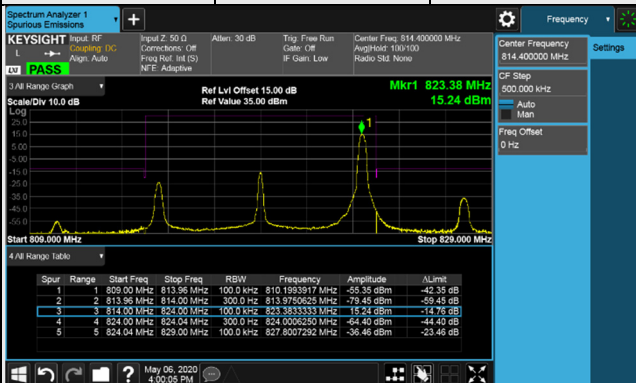 Spectrum Analyzer 1
Spurious Emissions
Frequency
KEYSIGHT Input: RF Input Z: 50 Ω Atten: 30 dB Trig: Free Run Center Freq: 814.400000 MHz
L Coupling: DC Corrections: Off Gate: Off Avg|Hold: 100/100
Align: Auto Freq Ref: Int (S) IF Gain: Low Radio Std: None
PASS NFE: Adaptive
Center Frequency
814.400000 MHz
Settings
CF Step
500.000 kHz
Auto
Man
Freq Offset
0 Hz
3 All Range Graph Ref Lvl Offset 15.00 dB Mkr1 823.38 MHz
Scale/Div 10.0 dB Ref Value 35.00 dBm 15.24 dBm
Log
25.0
15.0
5.00
-5.00
-15.0
-25.0
-35.0
-45.0
-55.0
1
Start 809.000 MHz Stop 829.000 MHz
4 All Range Table
Spur Range Start Freq Stop Freq RBW Frequency Amplitude ΔLimit
1 1 809.00 MHz 813.96 MHz 100.0 kHz 810.1993917 MHz -55.35 dBm -42.35 dB
2 2 813.96 MHz 814.00 MHz 300.0 Hz 813.9750625 MHz -79.45 dBm -59.45 dB
3 3 814.00 MHz 824.00 MHz 100.0 kHz 823.3833333 MHz 15.24 dBm -14.76 dB
4 4 824.00 MHz 824.04 MHz 300.0 Hz 824.0006250 MHz -64.40 dBm -44.40 dB
5 5 824.04 MHz 829.00 MHz 100.0 kHz 827.8007292 MHz -36.46 dBm -23.46 dB
May 06, 2020
4:00:05 PM